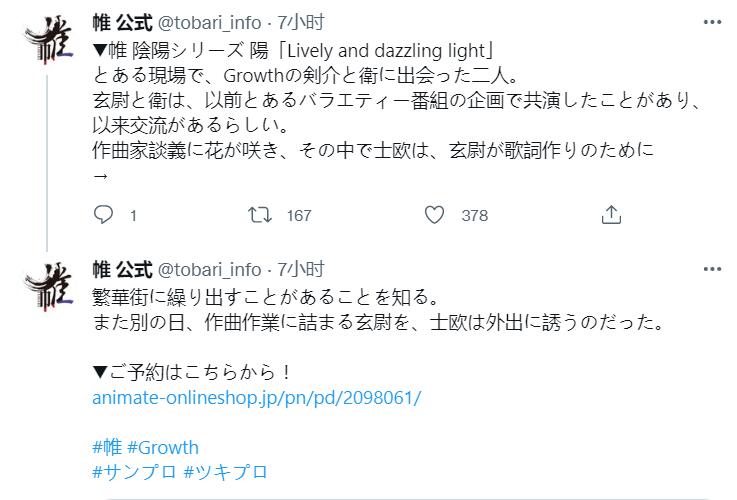 帷 公式 @tobari_info · 7小时
▼帷 陰陽シリーズ 陽「Lively and dazzling light」
とある現場で、Growthの剣介と衛に出会った二人。
玄尉と衛は、以前とあるバラエティー番組の企画で共演したことがあり、
以来交流があるらしい。
作曲家談義に花が咲き、その中で士欧は、玄尉が歌詞作りのために
→
1 167 378
帷 公式 @tobari_info · 7小时
繁華街に繰り出すことがあることを知る。
また別の日、作曲作業に詰まる玄尉を、士欧は外出に誘うのだった。
▼ご予約はこちらから！
animate-onlineshop.jp/pn/pd/2098061/
#帷 #Growth
#サンプロ #ツキプロ